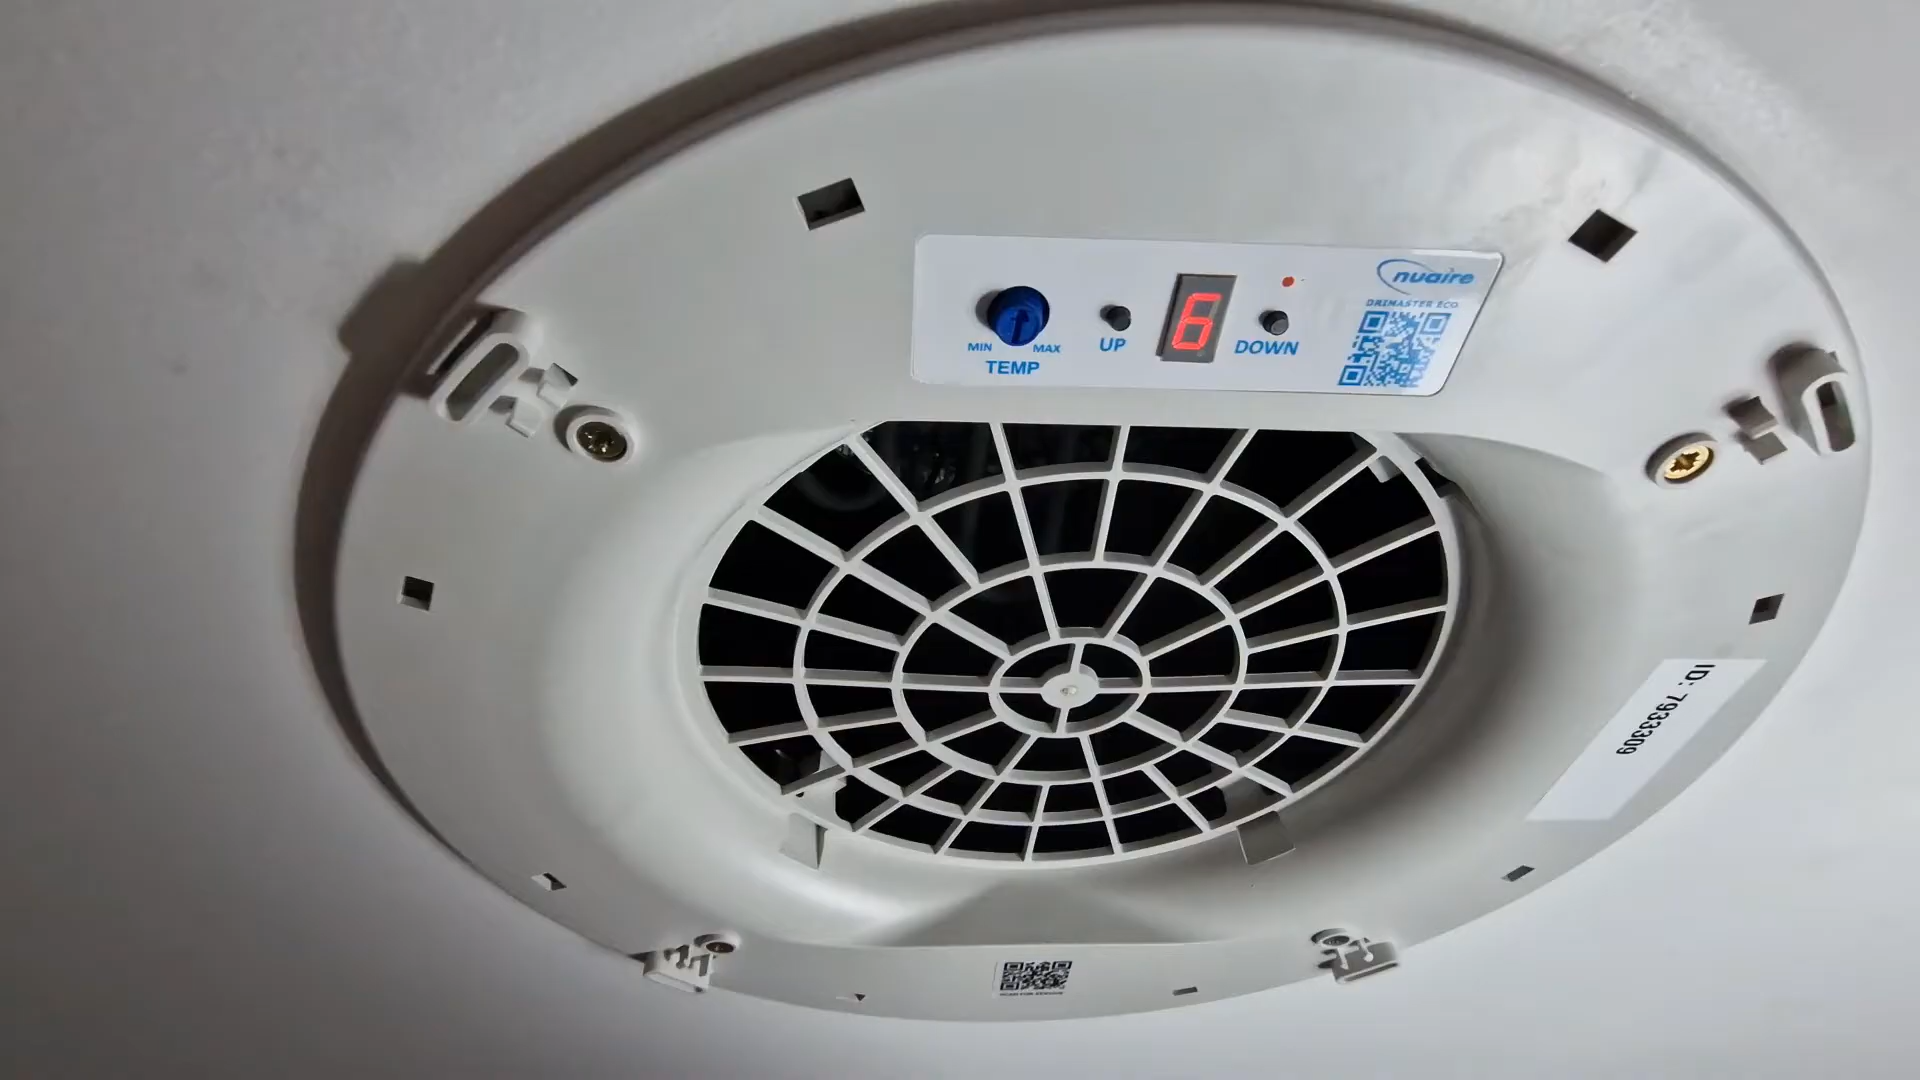 nuaire
DRIMASTER ECO
MIN
MAX
TEMP
UP
6
DOWN
ID: 7933309